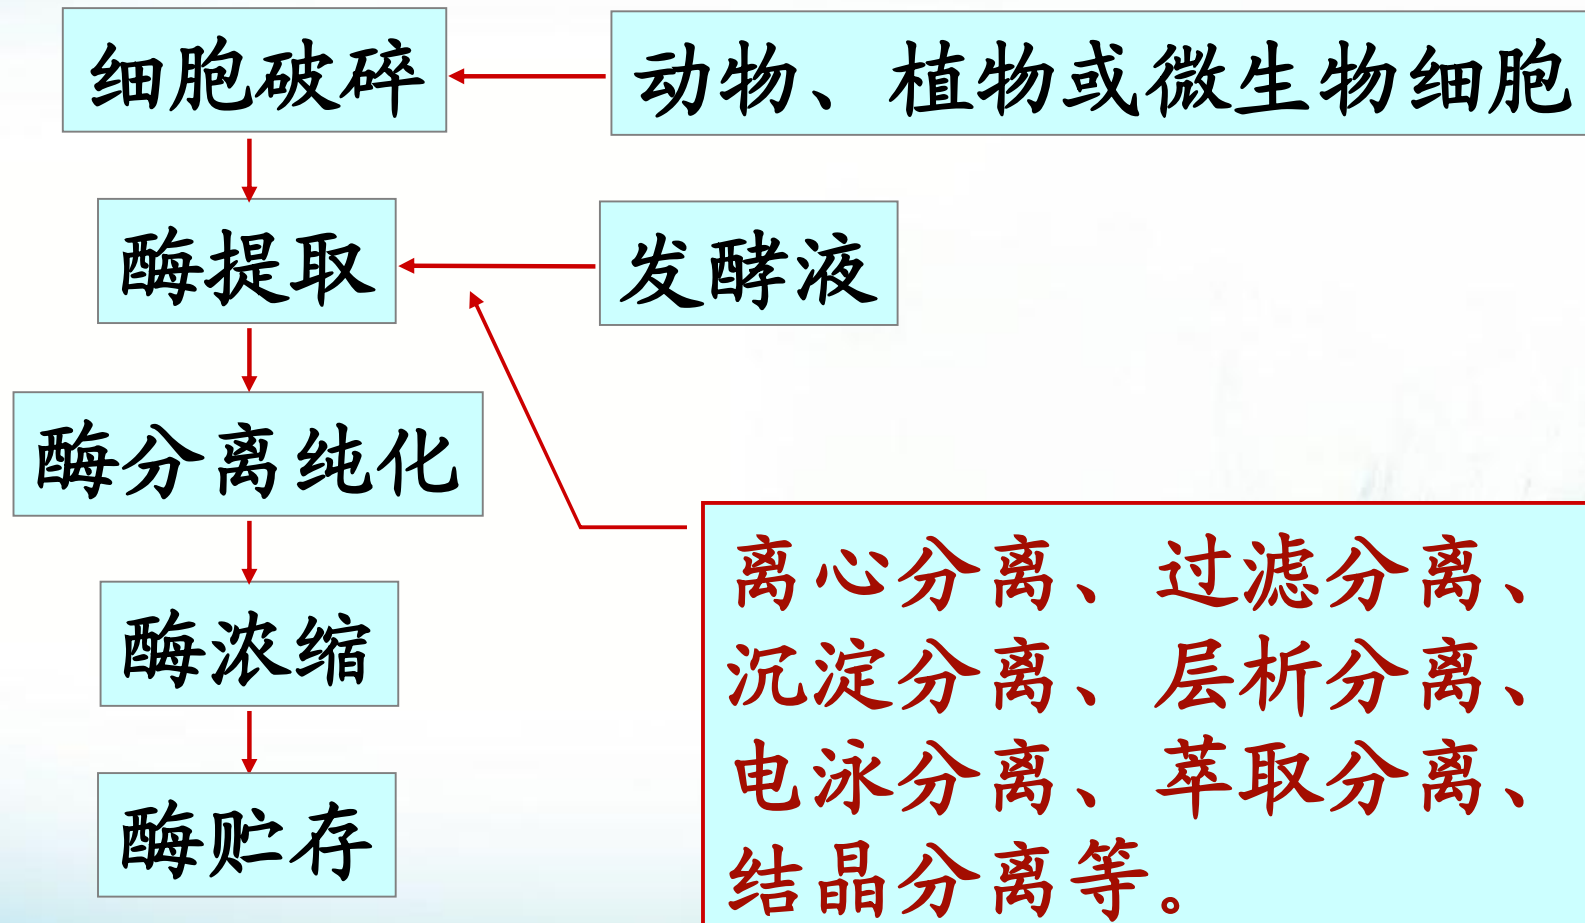 细胞破碎
动物、植物或微生物细胞
酶提取
发酵液
酶分离纯化
酶浓缩
酶贮存
离心分离、过滤分离、
沉淀分离、层析分离、
电泳分离、萃取分离、
结晶分离等。